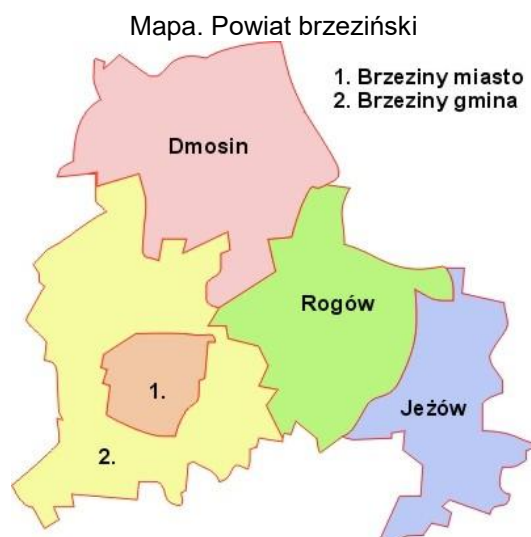 Mapa. Powiat brzeziński
1. Brzeziny miasto
2. Brzeziny gmina
Dmosin
Rogów
1.
Jeżów
2.